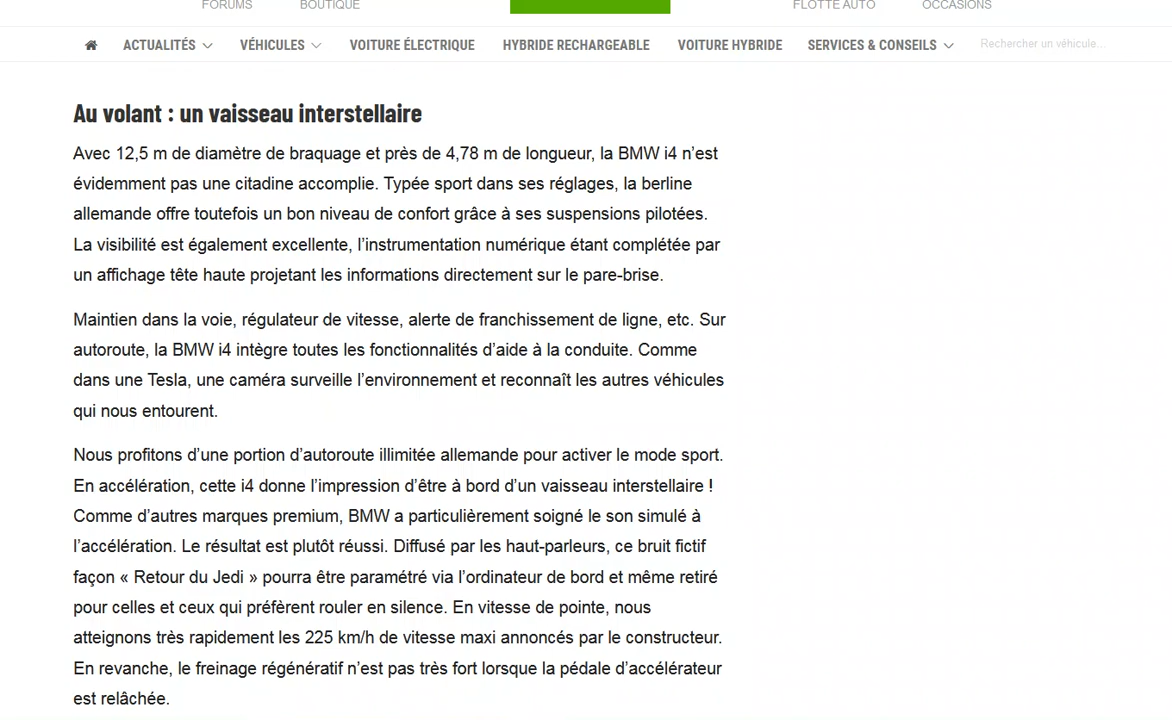 FORUMS BOUTIQUE FLOTTE AUTO OCCASIONS
ACTUALITÉS VÉHICULES VOITURE ÉLECTRIQUE HYBRIDE RECHARGEABLE VOITURE HYBRIDE SERVICES & CONSEILS Rechercher un véhicule...
Au volant : un vaisseau interstellaire
Avec 12,5 m de diamètre de braquage et près de 4,78 m de longueur, la BMW i4 n’est
évidemment pas une citadine accomplie. Typée sport dans ses réglages, la berline
allemande offre toutefois un bon niveau de confort grâce à ses suspensions pilotées.
La visibilité est également excellente, l’instrumentation numérique étant complétée par
un affichage tête haute projetant les informations directement sur le pare-brise.
Maintien dans la voie, régulateur de vitesse, alerte de franchissement de ligne, etc. Sur
autoroute, la BMW i4 intègre toutes les fonctionnalités d’aide à la conduite. Comme
dans une Tesla, une caméra surveille l’environnement et reconnaît les autres véhicules
qui nous entourent.
Nous profitons d’une portion d’autoroute illimitée allemande pour activer le mode sport.
En accélération, cette i4 donne l’impression d’être à bord d’un vaisseau interstellaire !
Comme d’autres marques premium, BMW a particulièrement soigné le son simulé à
l’accélération. Le résultat est plutôt réussi. Diffusé par les haut-parleurs, ce bruit fictif
façon « Retour du Jedi » pourra être paramétré via l’ordinateur de bord et même retiré
pour celles et ceux qui préfèrent rouler en silence. En vitesse de pointe, nous
atteignons très rapidement les 225 km/h de vitesse maxi annoncés par le constructeur.
En revanche, le freinage régénératif n’est pas très fort lorsque la pédale d’accélérateur
est relâchée.